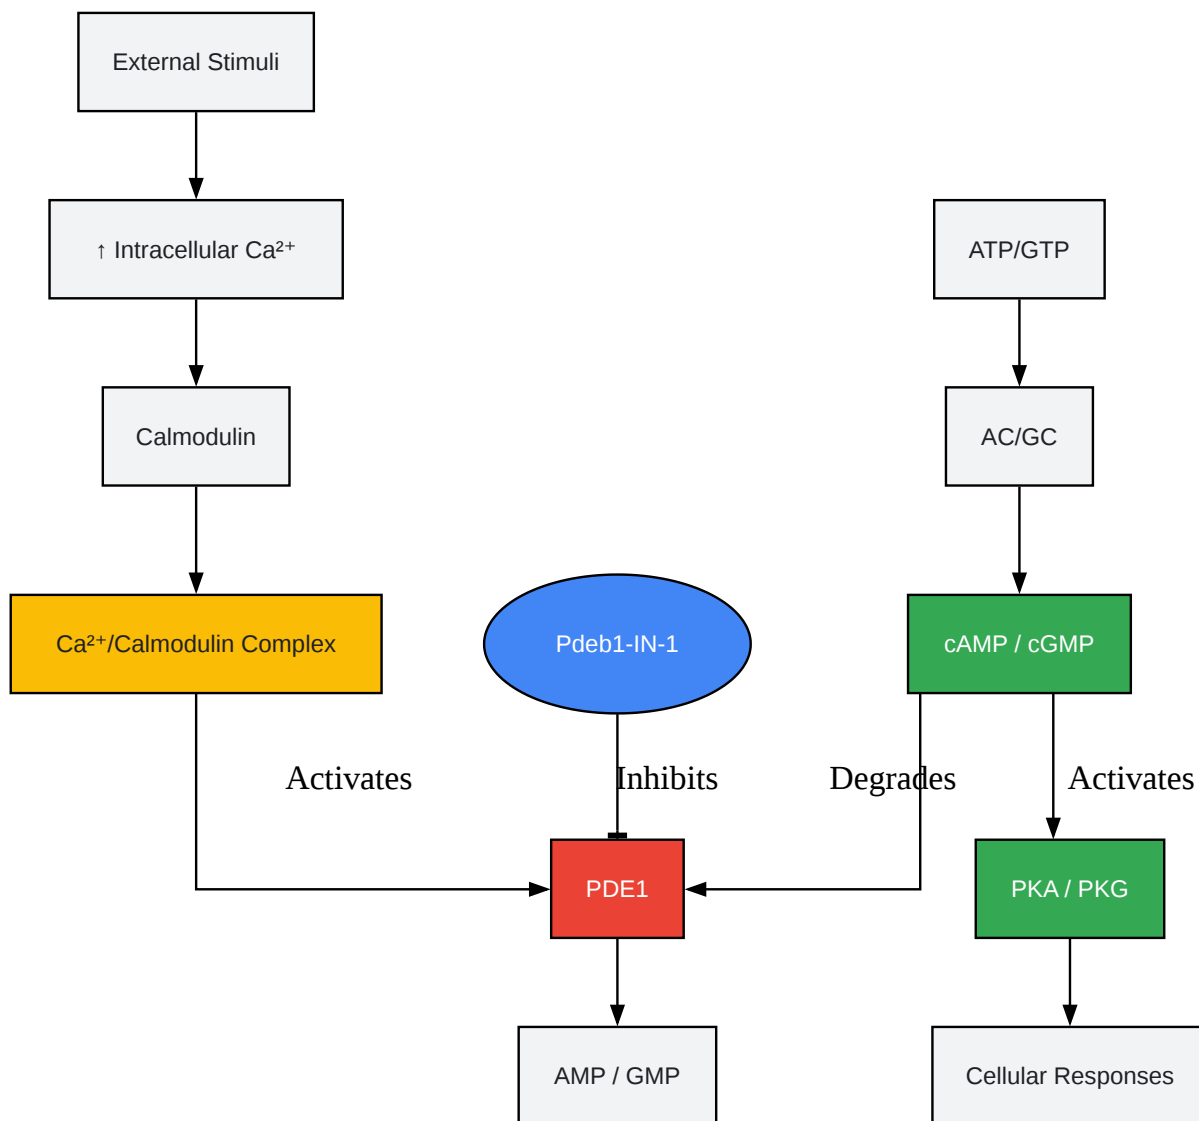 External Stimuli
↑ Intracellular Ca²⁺
ATP/GTP
Calmodulin
AC/GC
Ca²⁺/Calmodulin Complex
Pdeb1-IN-1
cAMP / cGMP
Activates
Inhibits
Degrades
Activates
PDE1
PKA / PKG
AMP / GMP
Cellular Responses